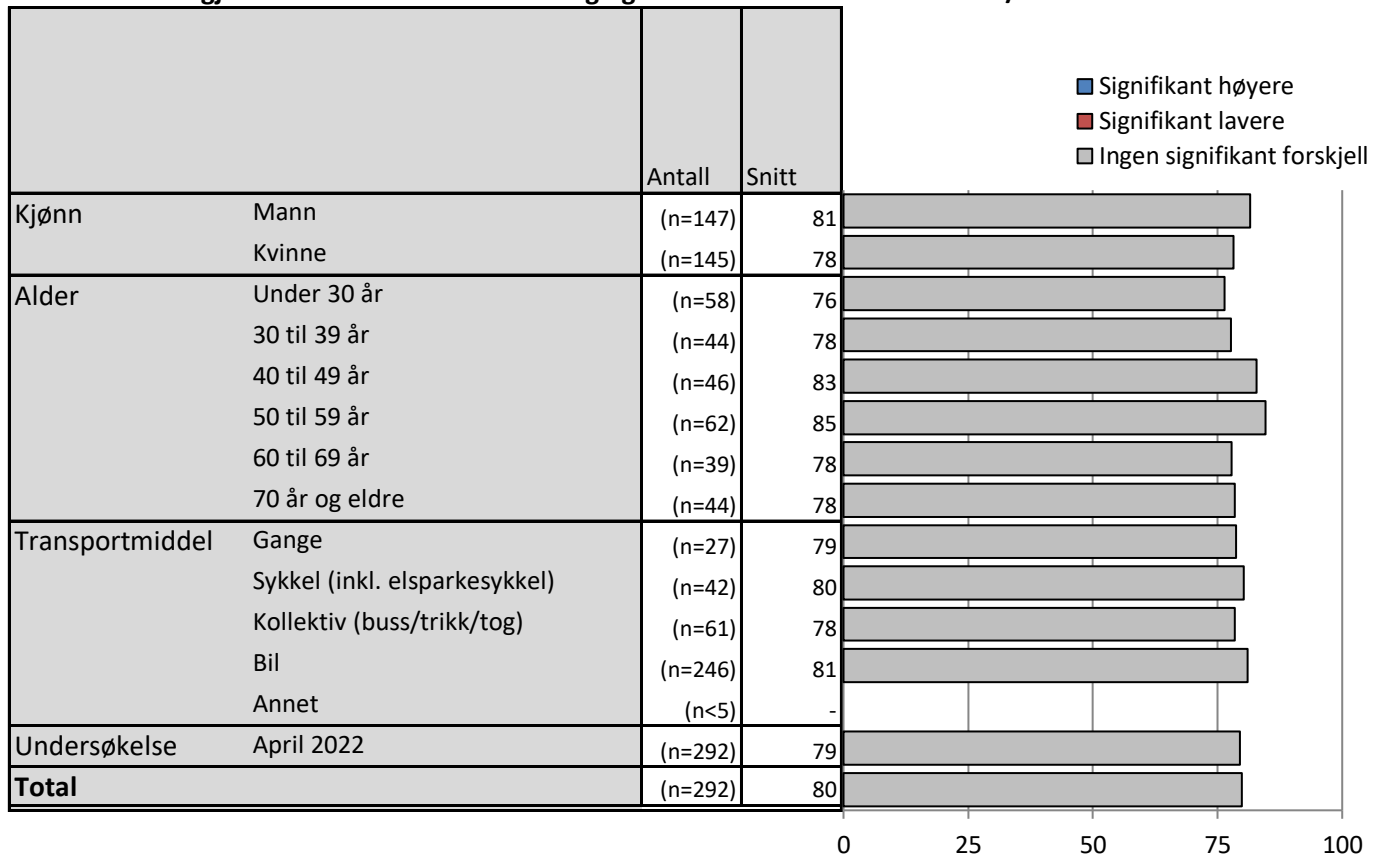 Signifikant høyere
Signifikant lavere
Ingen signifikant forskjell
Antall Snitt
Kjønn Mann (n=147) 81
Kvinne (n=145) 78
Alder Under 30 år (n=58) 76
30 til 39 år (n=44) 78
40 til 49 år (n=46) 83
50 til 59 år (n=62) 85
60 til 69 år (n=39) 78
70 år og eldre (n=44) 78
Transportmiddel Gange (n=27) 79
Sykkel (inkl. elsparkesykkel) (n=42) 80
Kollektiv (buss/trikk/tog) (n=61) 78
Bil (n=246) 81
Annet (n<5) -
Undersøkelse April 2022 (n=292) 79
Total (n=292) 80
0 25 50 75 100